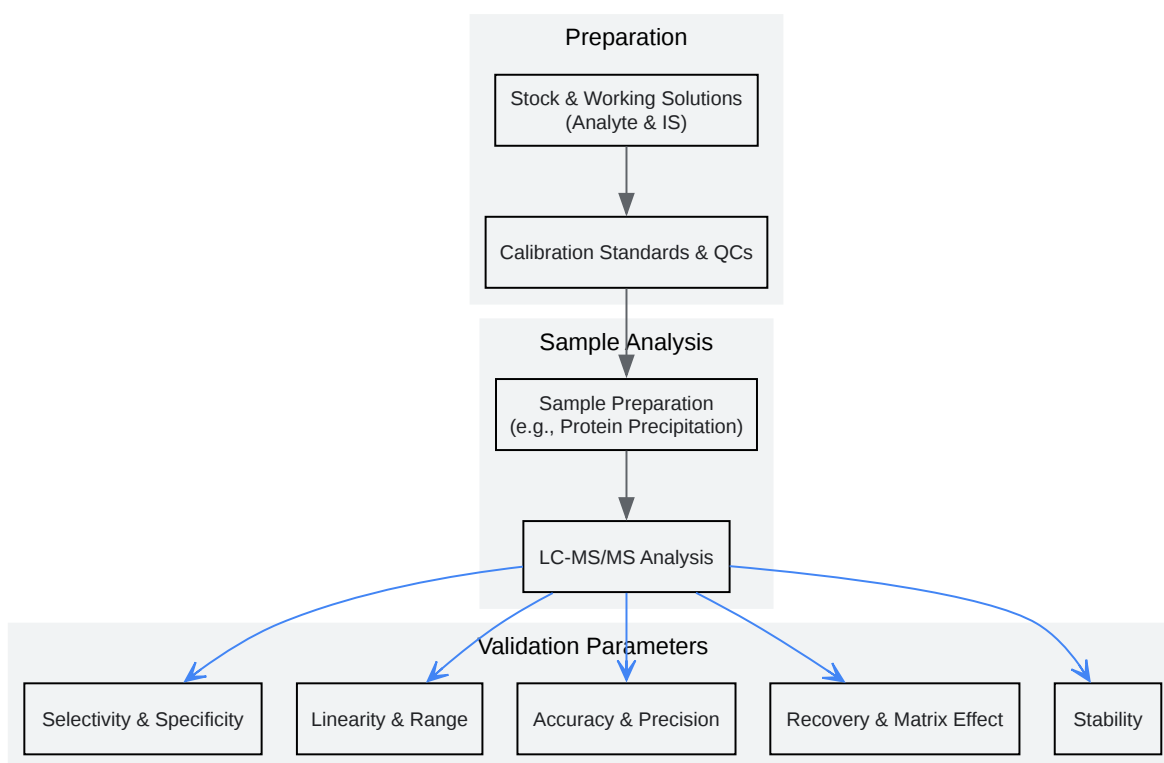 Preparation
Stock & Working Solutions
(Analyte & IS)
Calibration Standards & QCs
Sample Analysis
Sample Preparation
(e.g., Protein Precipitation)
LC-MS/MS Analysis
Validation Parameters
Selectivity & Specificity
Linearity & Range
Accuracy & Precision
Recovery & Matrix Effect
Stability